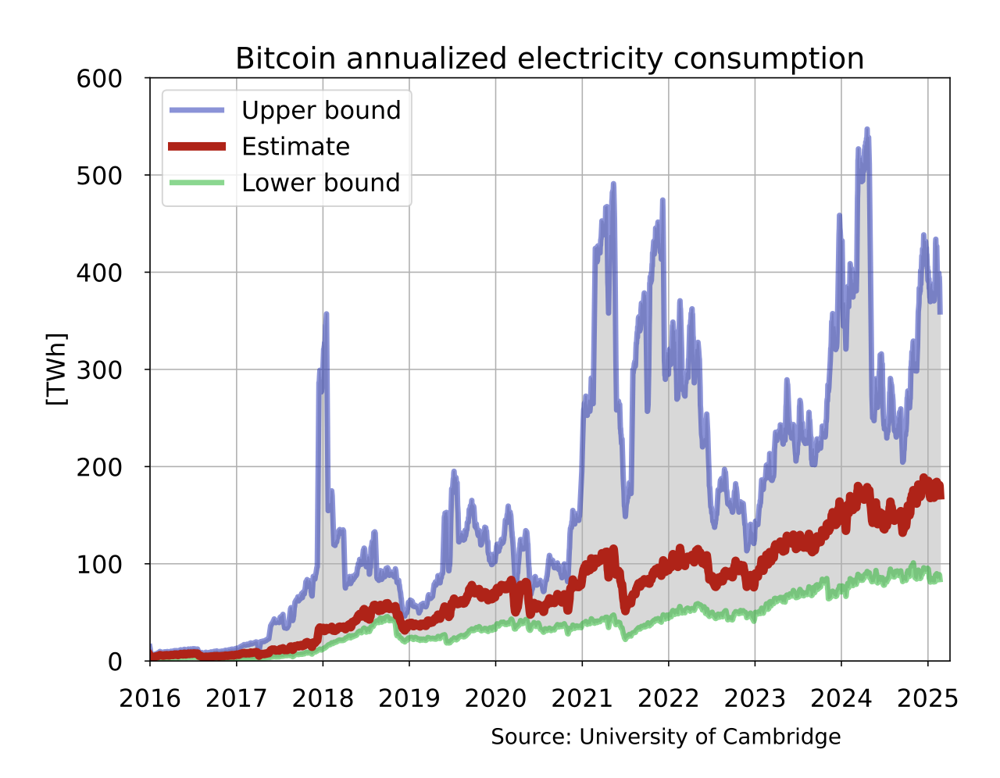 Bitcoin annualized electricity consumption
600
500
400
300
200
100
0
[TWh]
Upper bound
Estimate
Lower bound
2016 2017 2018 2019 2020 2021 2022 2023 2024 2025
Source: University of Cambridge